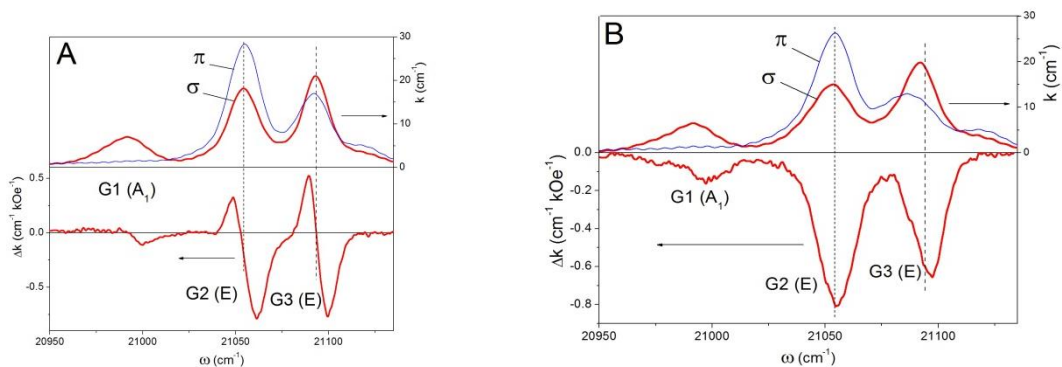 A
π
σ
30
20
10
0
k (cm-1)
0.5
0.0
-0.5
Δk (cm-1 kOe-1)
G1 (A1)
G2 (E)
G3 (E)
20950
21000
21050
21100
ω (cm-1)
B
π
σ
30
20
10
0
k (cm-1)
0.0
-0.2
-0.4
-0.6
-0.8
Δk (cm-1 kOe-1)
G1 (A1)
G2 (E)
G3 (E)
20950
21000
21050
21100
ω (cm-1)